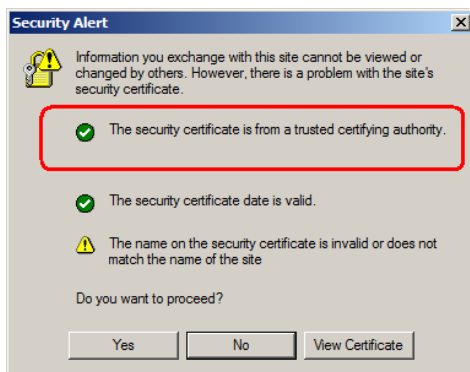 Security Alert
Information you exchange with this site cannot be viewed or
changed by others. However, there is a problem with the site's
security certificate.
The security certificate is from a trusted certifying authority.
The security certificate date is valid.
The name on the security certificate is invalid or does not
match the name of the site
Do you want to proceed?
Yes
No
View Certificate